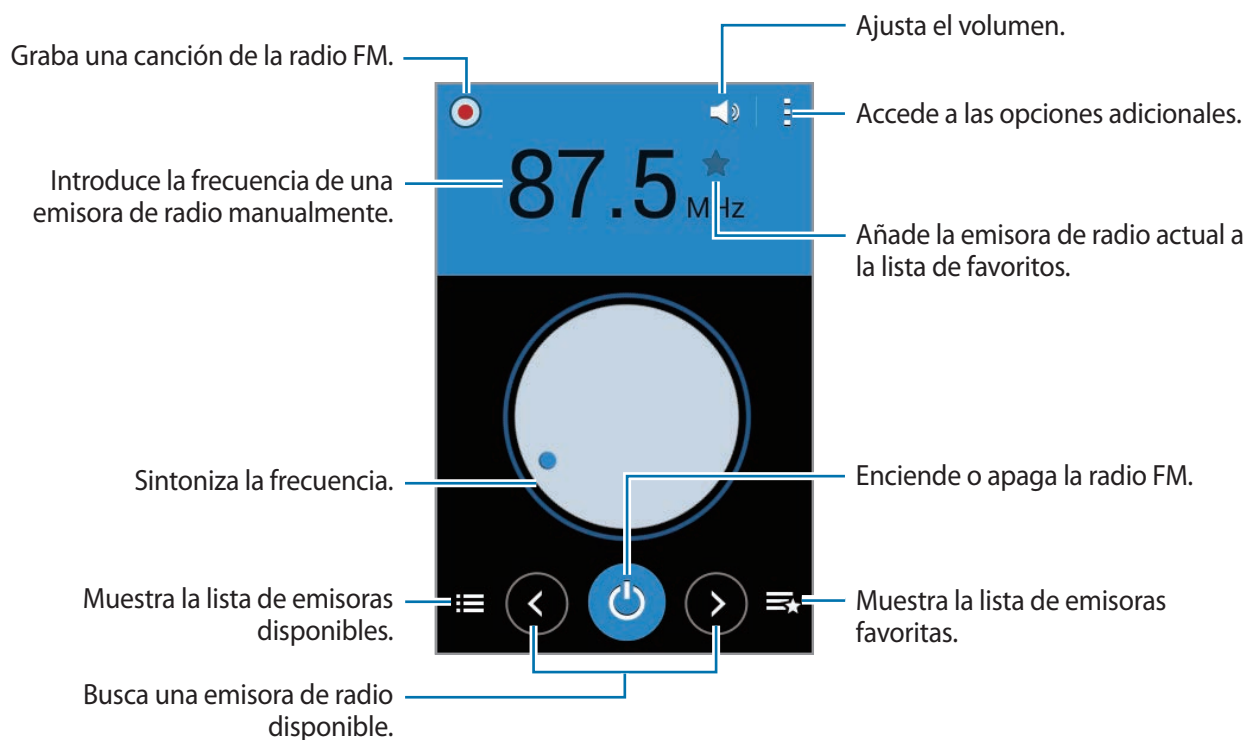 Ajusta el volumen.
Graba una canción de la radio FM.
Accede a las opciones adicionales.
Introduce la frecuencia de una
emisora de radio manualmente.
87.5 MHz
Añade la emisora de radio actual a
la lista de favoritos.
Sintoniza la frecuencia.
Enciende o apaga la radio FM.
Muestra la lista de emisoras
disponibles.
Muestra la lista de emisoras
favoritas.
Busca una emisora de radio
disponible.